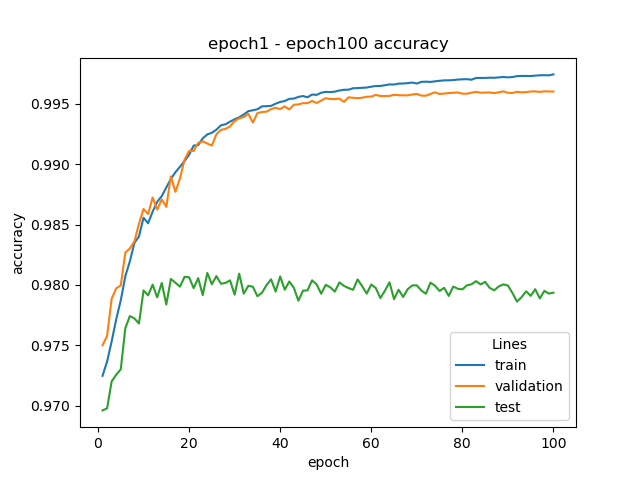 epoch1 - epoch100 accuracy
accuracy
0.995
0.990
0.985
0.980
0.975
0.970
Lines
train
validation
test
0
20
40
60
80
100
epoch